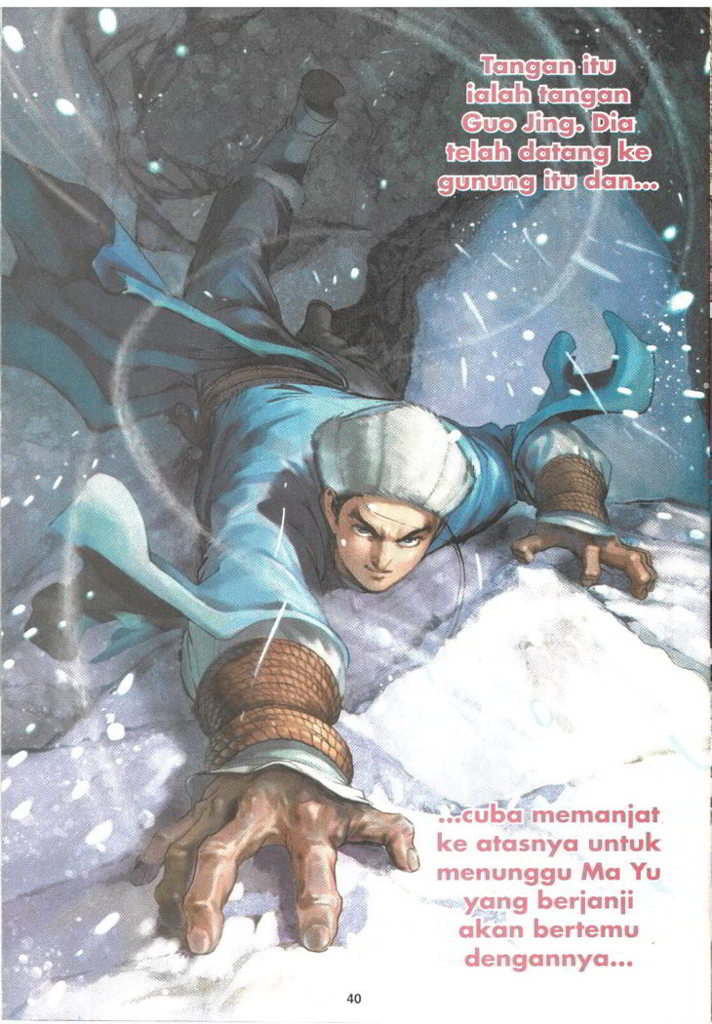 Tangan itu
ialah tangan
Guo Jing. Dia
telah datang ke
gunung itu dan...
...cuba memanjat
ke atasnya untuk
menunggu Ma Yu
yang berjanji
akan bertemu
dengannya...
40